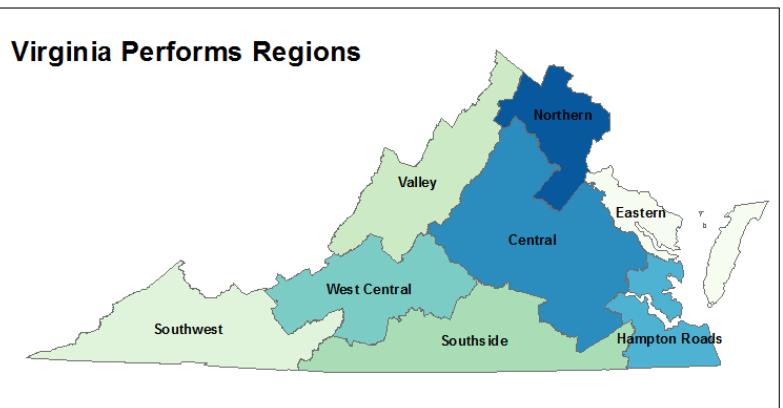 Virginia Performs Regions
Northern
Valley
Eastern
Central
West Central
Southwest
Southside
Hampton Roads